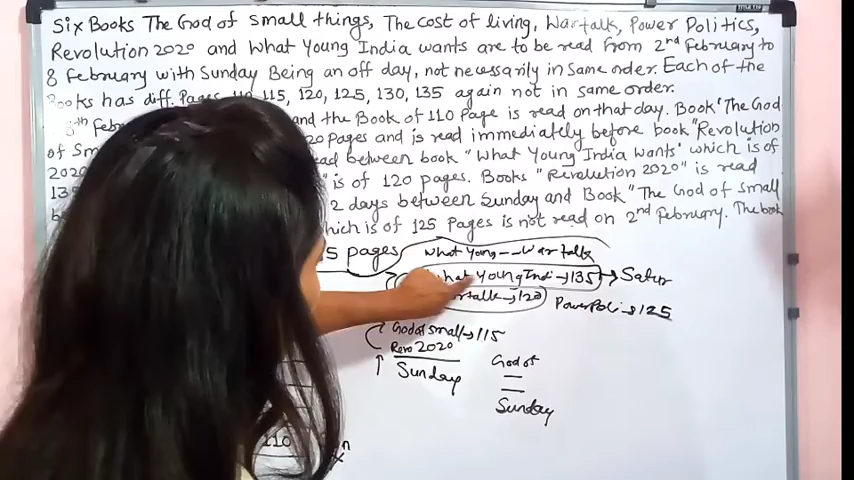 Six Books The God of small things, The cost of living, Wartalk, Power Politics,
Revolution 2020 and what Young India wants are to be read from 2nd February to
8 february with Sunday Being an off day, not necessarily in Same order. Each of the
Books has diff. Pages 115, 120, 125, 130, 135 again not in same order.
and the Book of 110 Page is read on that day. Book "The God
of Sm 20 pages and is read immediately before book "Revolution
2020 ad between book "What Young India wants" which is of
13 is of 120 pages. Books "Revolution 2020" is read
2 days between Sunday and Book "The God of small
hich is of 125 pages is not read on 2nd february. The book
5 pages
What Young -- Wartalk
hat Young Indi → 135 → Satur
rtalk → 120
PowerPoli → 125
God of small → 115
Revo 2020
Sunday
God of
Sunday
110